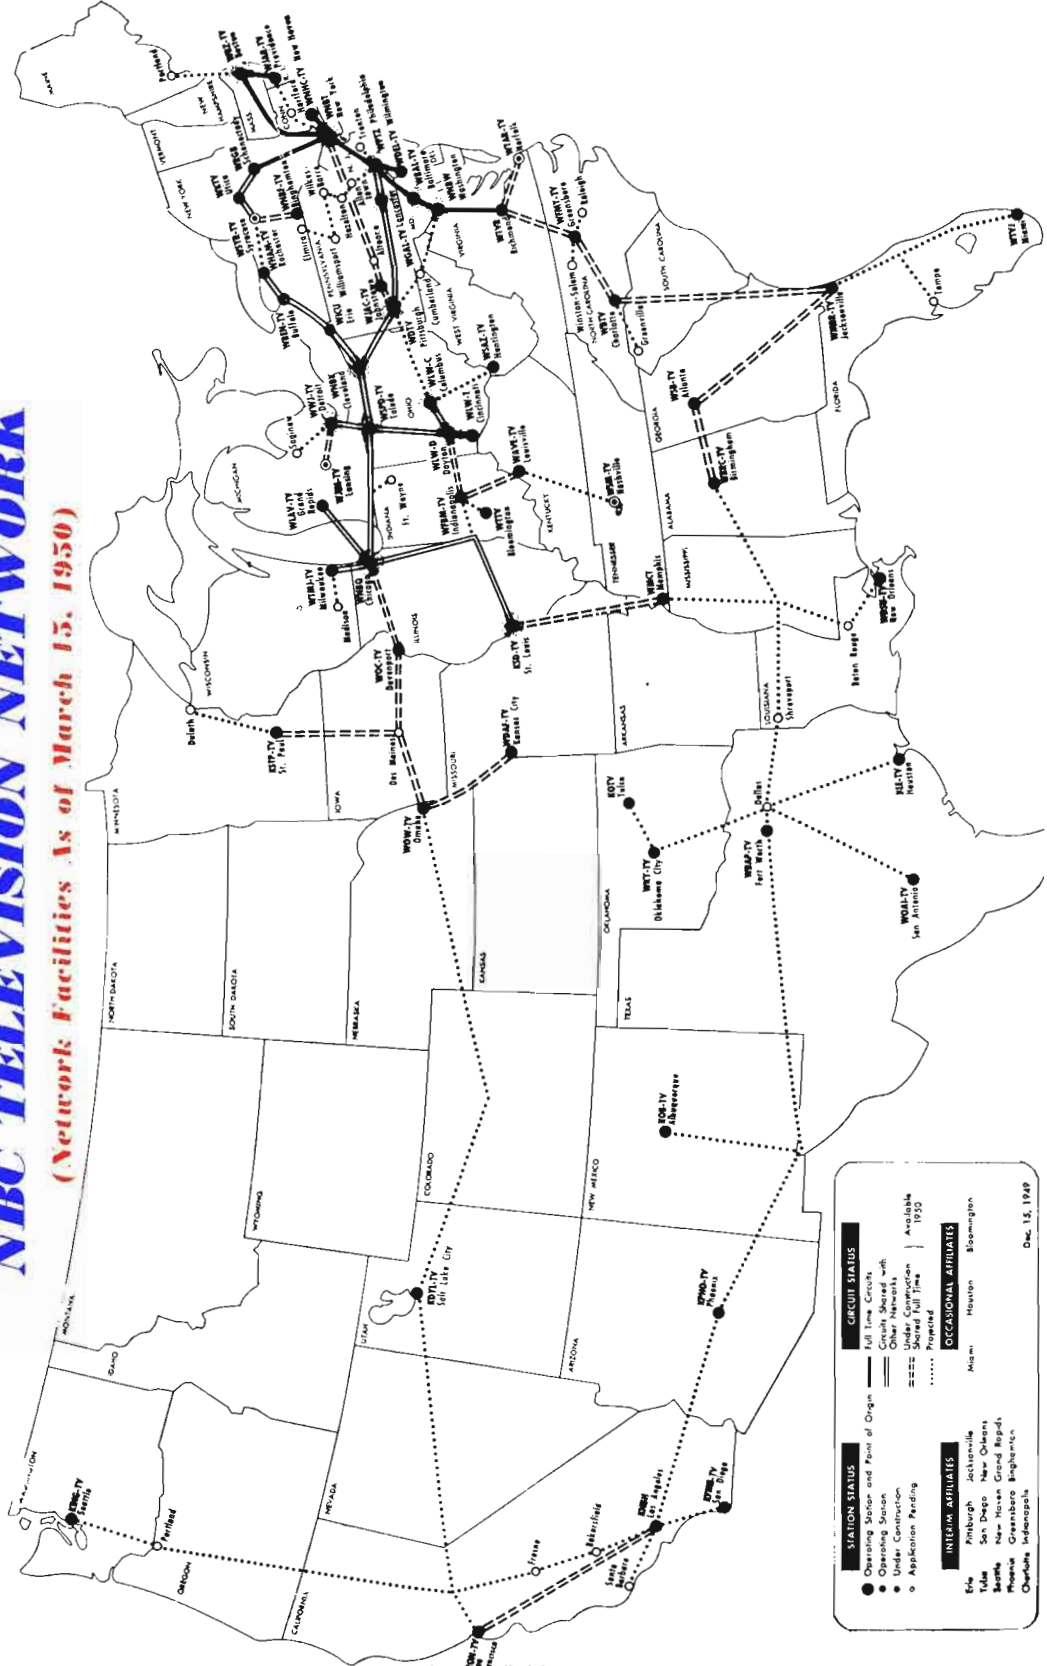 NBC TELEVISION NETWORK
(Network Facilities As of March 15, 1950)
WASHINGTON
KING-TV
Seattle
Portland
OREGON
CALIFORNIA
NEVADA
IDAHO
MONTANA
WYOMING
UTAH
KDYL-TV
Salt Lake City
COLORADO
ARIZONA
KPHO-TV
Phoenix
NEW MEXICO
KOB-TV
Albuquerque
Fresno
Bakersfield
Santa
Barbara
KNBH
Los Angeles
San Diego
NORTH DAKOTA
SOUTH DAKOTA
NEBRASKA
KANSAS
OKLAHOMA
TEXAS
MINNESOTA
Duluth
KSTP-TV
St. Paul
WISCONSIN
IOWA
Des Moines
WOW-TV
Omaha
WOC-TV
Davenport
MISSOURI
WDAF-TV
Kansas City
KSD-TV
St. Louis
ILLINOIS
KOTV
Tulsa
WKY-TV
Oklahoma City
WBAP-TV
Fort Worth
Dallas
WOAI-TV
San Antonio
KLE-TV
Houston
ARKANSAS
LOUISIANA
Shreveport
Baton Rouge
New Orleans
MISSISSIPPI
WMCT
Memphis
TENNESSEE
Nashville
ALABAMA
WBRC-TV
Birmingham
GEORGIA
WSB-TV
Atlanta
FLORIDA
WMBR-TV
Jacksonville
Tampa
WTVJ
Miami
SOUTH CAROLINA
NORTH CAROLINA
Greenville
WBTV
Charlotte
Winston-Salem
WFMY-TV
Greensboro
Raleigh
WTAR-TV
Norfolk
WTVR
Richmond
VIRGINIA
WEST VIRGINIA
KENTUCKY
WAVE-TV
Louisville
WSAZ-TV
Huntington
WLW-T
Cincinnati
WLW-D
Dayton
WLW-C
Columbus
OHIO
WTTV
Bloomington
WFBM-TV
Indianapolis
INDIANA
Ft. Wayne
WNBQ
Chicago
WTMJ-TV
Milwaukee
Madison
MICHIGAN
WLAV-TV
Grand
Rapids
WJIM-TV
Lansing
Saginaw
WWJ-TV
Detroit
WSPD-TV
Toledo
WNBK
Cleveland
WICU
Erie
WBEN-TV
Buffalo
WHAM-TV
Rochester
WSYR-TV
Syracuse
WKTV
Utica
WRGB
Schenectady
WNBF-TV
Binghamton
Elmira
Williamsport
Wilkes-
Barre
Hazelton
Allen
Town
PENNSYLVANIA
WJAC-TV
Johnstown
Altoona
WDTV
Pittsburgh
Cumberland
WGAL-TV Lancaster
MD.
WNBW
Washington
WBAL-TV
Baltimore
DEL.
WDEL-TV Wilmington
WPTZ Philadelphia
Trenton
N. J.
WNBT
New York
WNHC-TV
New Haven
Hartford
CONN.
R. I.
WJAR-TV
Providence
WBZ-TV
Boston
MASS.
NEW
HAMPSHIRE
VERMONT
NEW YORK
Portland
MAINE
STATION STATUS
Operating Station and Point of Origin
Operating Station
Under Construction
Application Pending
CIRCUIT STATUS
Full Time Circuits
Circuits Shared with
Other Networks
Under Construction
Shared Full Time
Available
1950
Projected
INTERIM AFFILIATES
Erie Pittsburgh Jacksonville
Tulsa San Diego New Orleans
Seattle New Haven Grand Rapids
Phoenix Greensboro Binghamton
Charlotte Indianapolis
OCCASIONAL AFFILIATES
Miami Houston Bloomington
Dec. 15, 1949